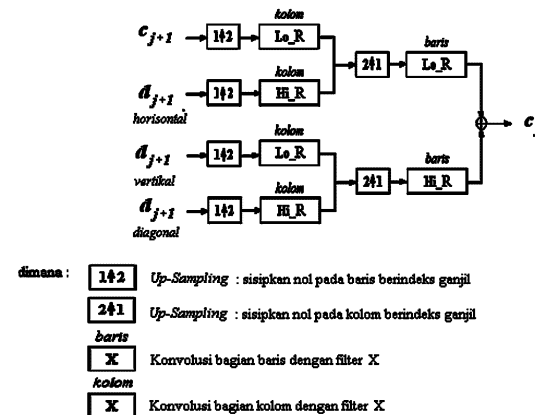 kolom
c j+1 1↑2 Lo_R
baris
2↑1 Lo_R
kolom
d j+1 1↑2 Hi_R
horisontal
c
kolom
d j+1 1↑2 Lo_R
vertikal
baris
2↑1 Hi_R
kolom
d j+1 1↑2 Hi_R
diagonal
dimana :
1↑2 Up-Sampling : sisipkan nol pada baris berindeks ganjil
2↑1 Up-Sampling : sisipkan nol pada kolom berindeks ganjil
baris
X Konvolusi bagian baris dengan filter X
kolom
X Konvolusi bagian kolom dengan filter X